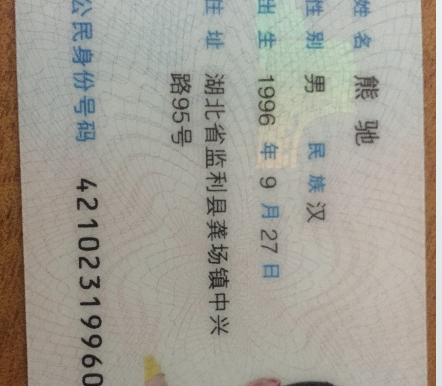 姓名 熊驰
性别 男 民族 汉
出生 1996 年 9 月 27 日
住址 湖北省监利县龚场镇中兴
路95号
公民身份号码 42102319960